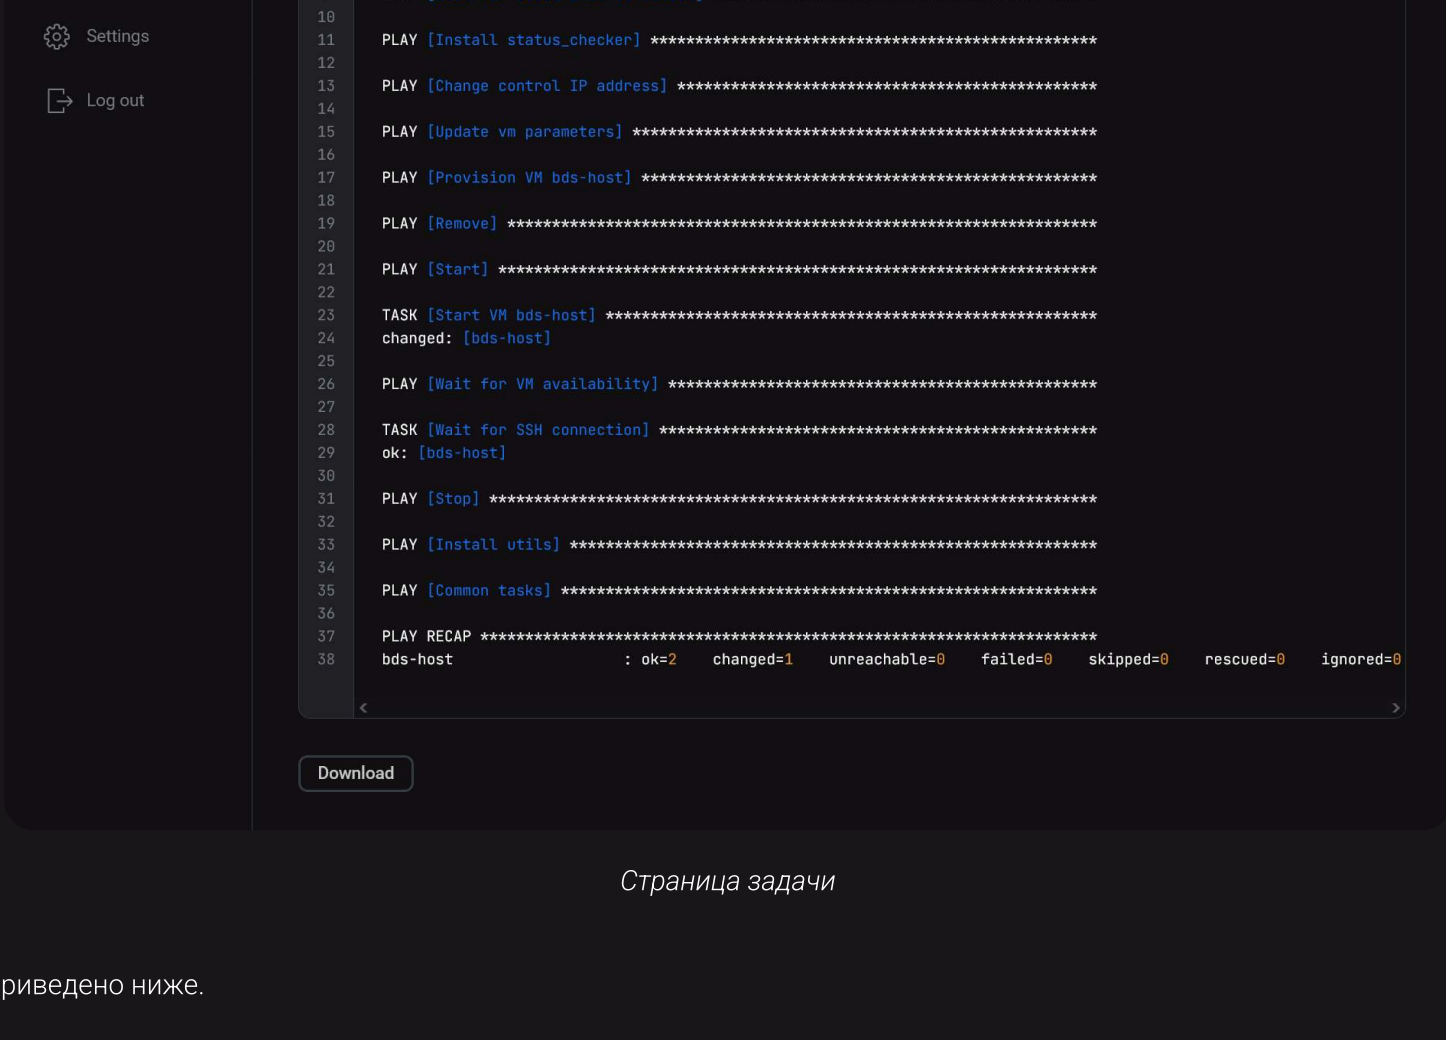 Settings
Log out
10
11 PLAY [Install status_checker] **************************************************
12
13 PLAY [Change control IP address] ***********************************************
14
15 PLAY [Update vm parameters] ****************************************************
16
17 PLAY [Provision VM bds-host] ***************************************************
18
19 PLAY [Remove] ******************************************************************
20
21 PLAY [Start] *******************************************************************
22
23 TASK [Start VM bds-host] *******************************************************
24 changed: [bds-host]
25
26 PLAY [Wait for VM availability] ************************************************
27
28 TASK [Wait for SSH connection] *************************************************
29 ok: [bds-host]
30
31 PLAY [Stop] ********************************************************************
32
33 PLAY [Install utils] ***********************************************************
34
35 PLAY [Common tasks] ************************************************************
36
37 PLAY RECAP *********************************************************************
38 bds-host : ok=2 changed=1 unreachable=0 failed=0 skipped=0 rescued=0 ignored=0
Download
Страница задачи
риведено ниже.